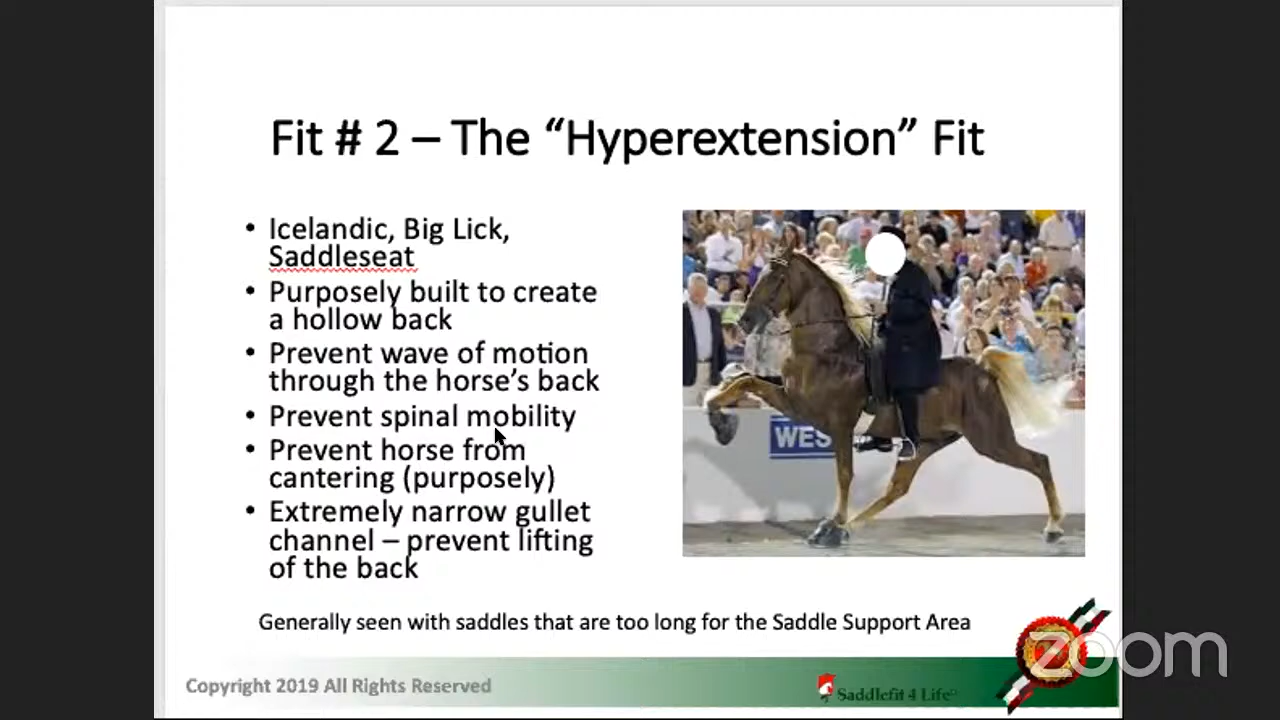 Fit # 2 – The “Hyperextension” Fit
• Icelandic, Big Lick,
Saddleseat
• Purposely built to create
a hollow back
• Prevent wave of motion
through the horse’s back
• Prevent spinal mobility
• Prevent horse from
cantering (purposely)
• Extremely narrow gullet
channel – prevent lifting
of the back
WES
Generally seen with saddles that are too long for the Saddle Support Area
Copyright 2019 All Rights Reserved
Saddlefit 4 Life
zoom